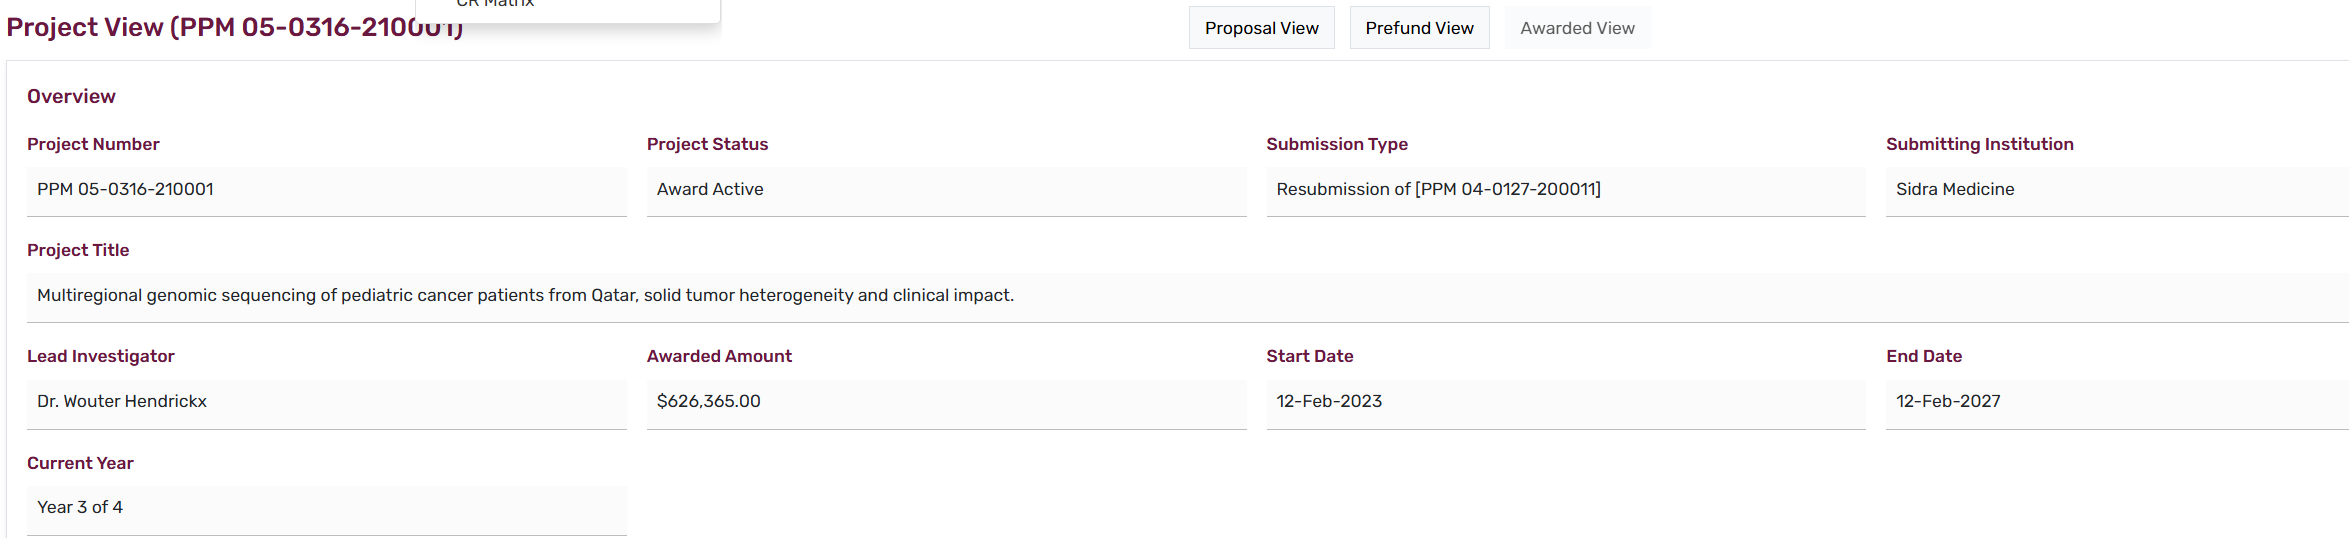 CR Matrix
Project View (PPM 05-0316-210001)
Proposal View
Prefund View
Awarded View
Overview
Project Number
Project Status
Submission Type
Submitting Institution
PPM 05-0316-210001
Award Active
Resubmission of [PPM 04-0127-200011]
Sidra Medicine
Project Title
Multiregional genomic sequencing of pediatric cancer patients from Qatar, solid tumor heterogeneity and clinical impact.
Lead Investigator
Awarded Amount
Start Date
End Date
Dr. Wouter Hendrickx
$626,365.00
12-Feb-2023
12-Feb-2027
Current Year
Year 3 of 4